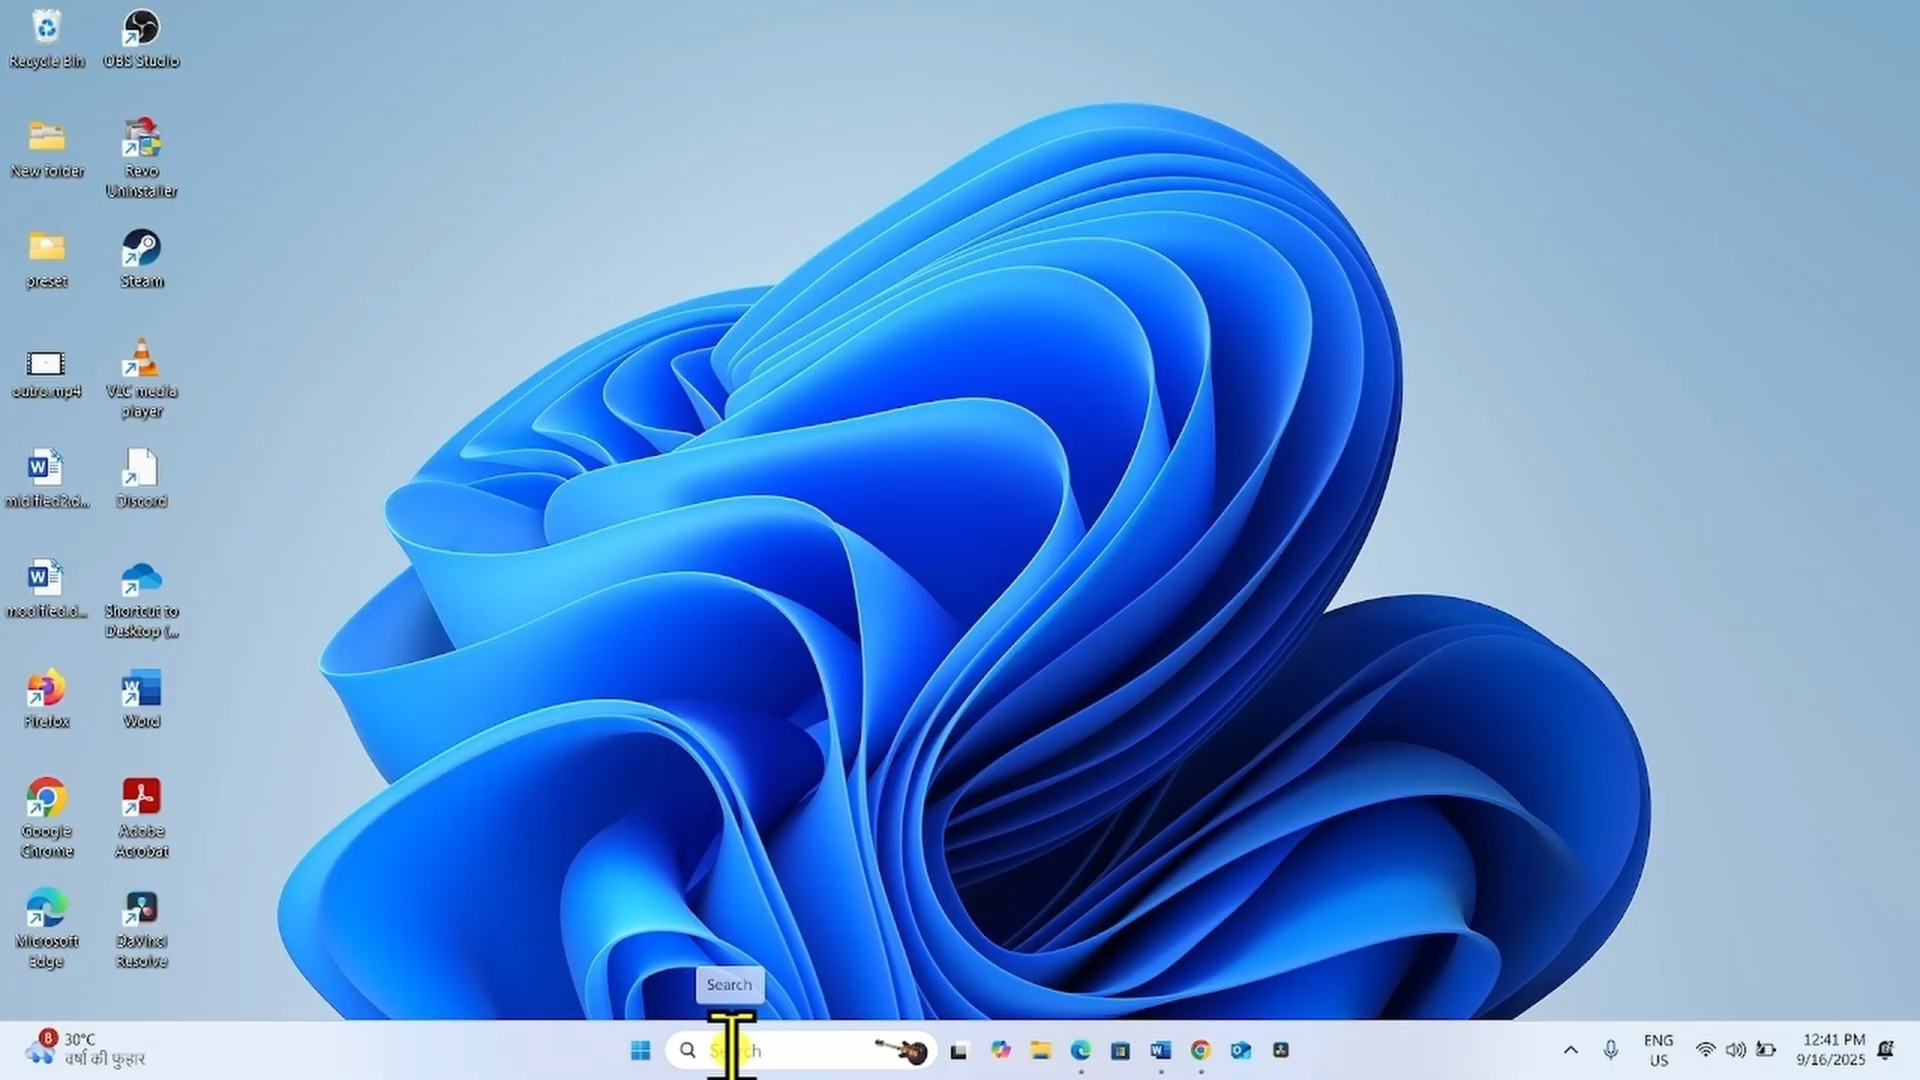 Recycle Bin
OBS Studio
New folder
Revo
Uninstaller
preset
Steam
outro.mp4
VLC media
player
midified2.d...
Discord
modified.d...
Shortcut to
Desktop (...
Firefox
Word
Google
Chrome
Adobe
Acrobat
Microsoft
Edge
DaVinci
Resolve
Search
8
30°C
वर्षा की फुहार
Search
ENG
US
12:41 PM
9/16/2025